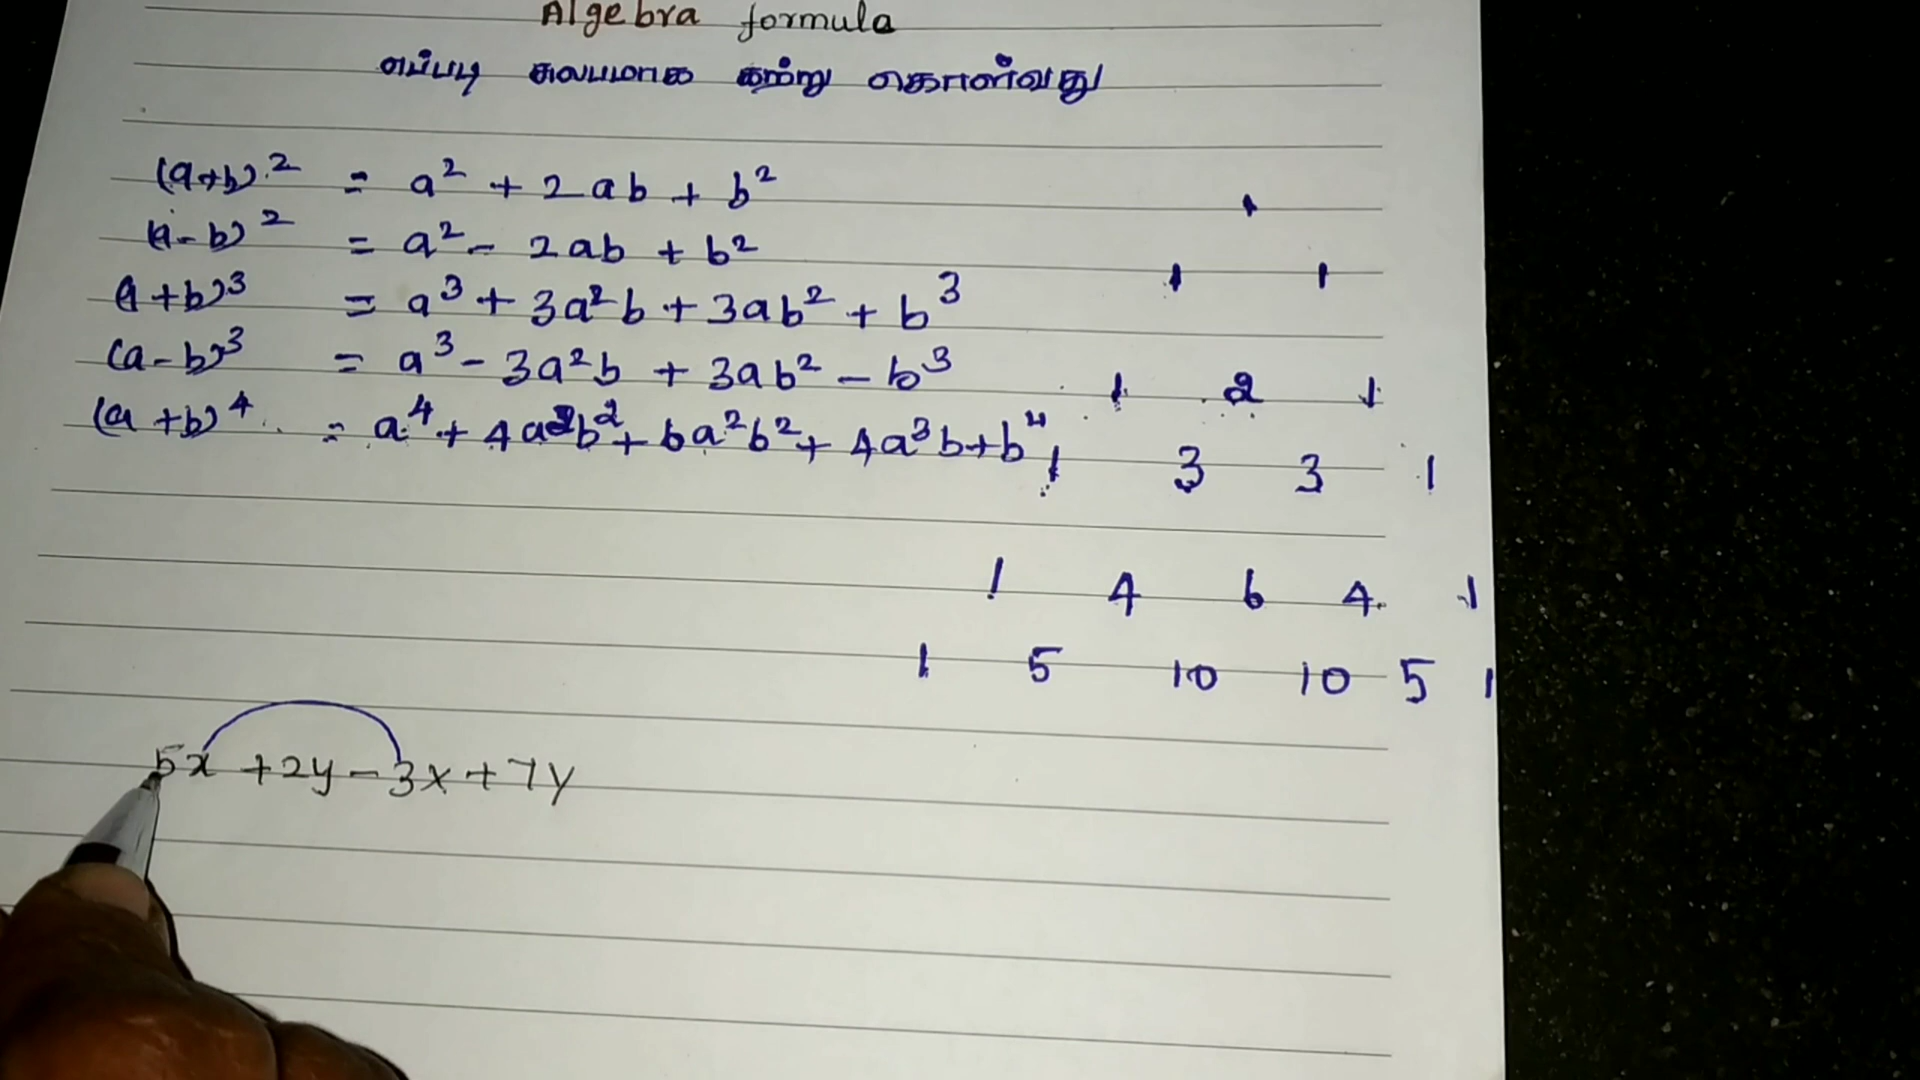 Algebra formula
எப்படி சுலபமாக கற்று கொள்வது
(a+b)² = a² + 2ab + b²
(a-b)² = a² - 2ab + b²
(a+b)³ = a³ + 3a²b + 3ab² + b³
(a-b)³ = a³ - 3a²b + 3ab² - b³
(a+b)⁴ = a⁴ + 4a²b² + 6a²b² + 4a³b + b⁴
1
1 1
1 2 1
1 3 3 1
1 4 6 4 1
1 5 10 10 5 1
5x + 2y - 3x + 7y